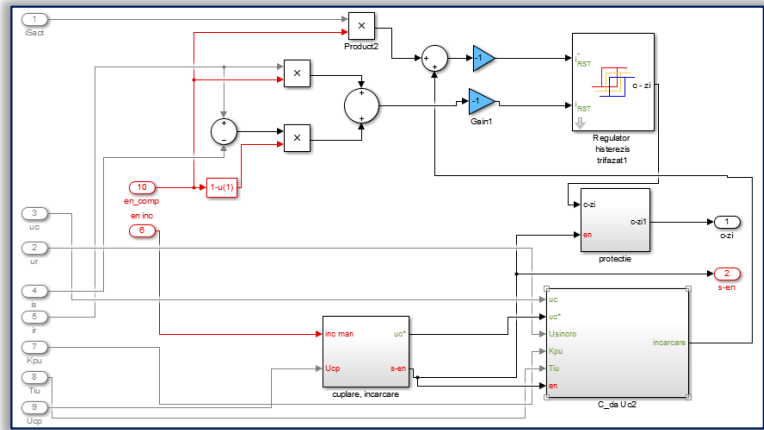 1
iSact
×
Product2
+
+
-1
i*RST
iRST
c - zi
Regulator
histerezis
trifazat1
×
+
+
-1
Gain1
+
−
×
10
en_comp
1-u(1)
en inc
6
3
uc
2
ur
4
is
5
ir
7
Kpu
8
Tiu
9
Ucp
c-zi
en
c-zi1
protectie
1
c-zi
2
s-en
inc man
Ucp
uc*
s-en
cuplare, incarcare
uc
uc*
Usincro
Kpu
Tiu
en
incarcare
C_da Uc2